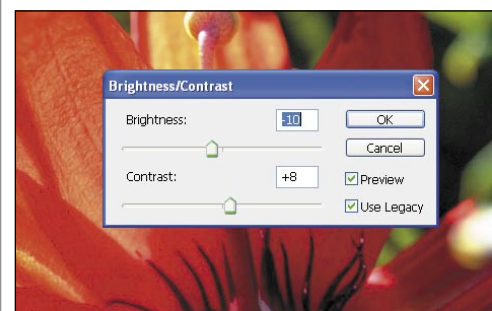 Brightness/Contrast
Brightness: -10 OK
Cancel
Contrast: +8 Preview
Use Legacy